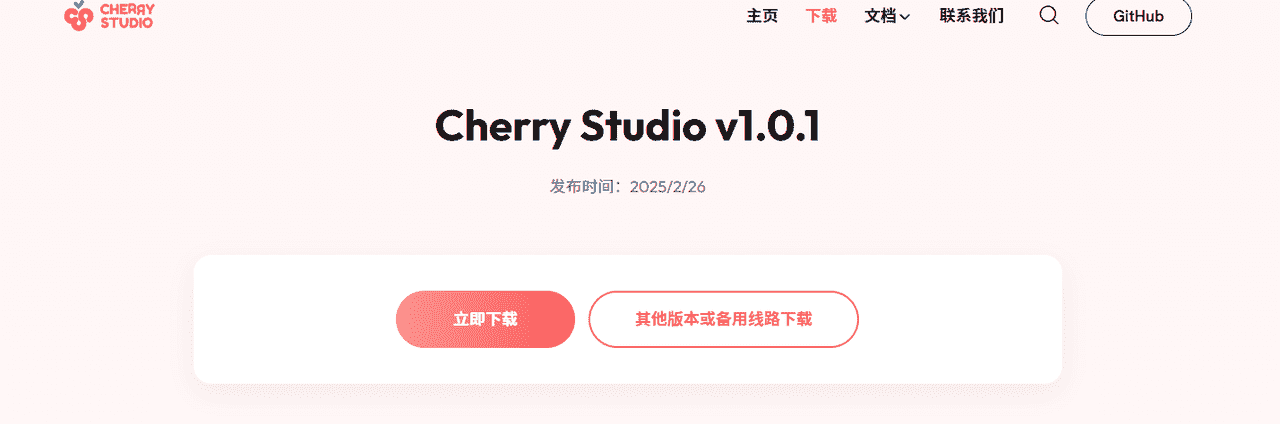 CHERRY
STUDIO
主页 下载 文档 联系我们 GitHub
Cherry Studio v1.0.1
发布时间：2025/2/26
立即下载 其他版本或备用线路下载